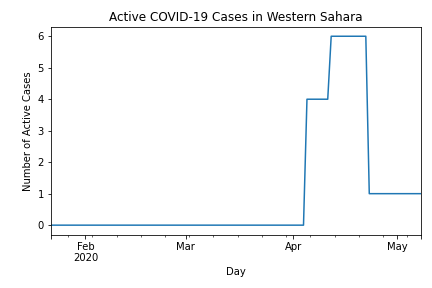 Active COVID-19 Cases in Western Sahara
Number of Active Cases
6
5
4
3
2
1
0
Feb
2020
Mar
Apr
May
Day